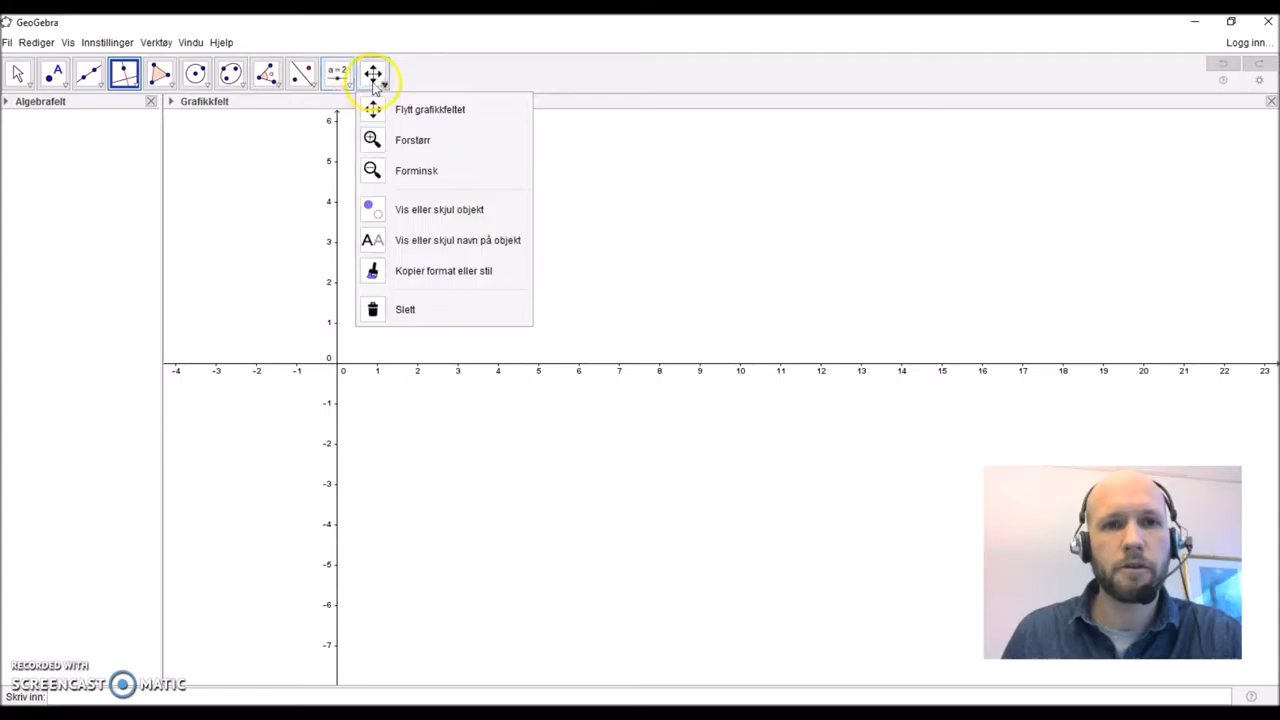 GeoGebra
Fil Rediger Vis Innstillinger Verktøy Vindu Hjelp
Logg inn...
A
a = 2
Algebrafelt
Grafikkfelt
Flytt grafikkfeltet
Forstørr
Forminsk
Vis eller skjul objekt
AA Vis eller skjul navn på objekt
Kopier format eller stil
Slett
6
5
4
3
2
1
0
-4 -3 -2 -1 0 1 2 3 4 5 6 7 8 9 10 11 12 13 14 15 16 17 18 19 20 21 22 23
-1
-2
-3
-4
-5
-6
-7
RECORDED WITH
SCREENCAST MATIC
Skriv inn: